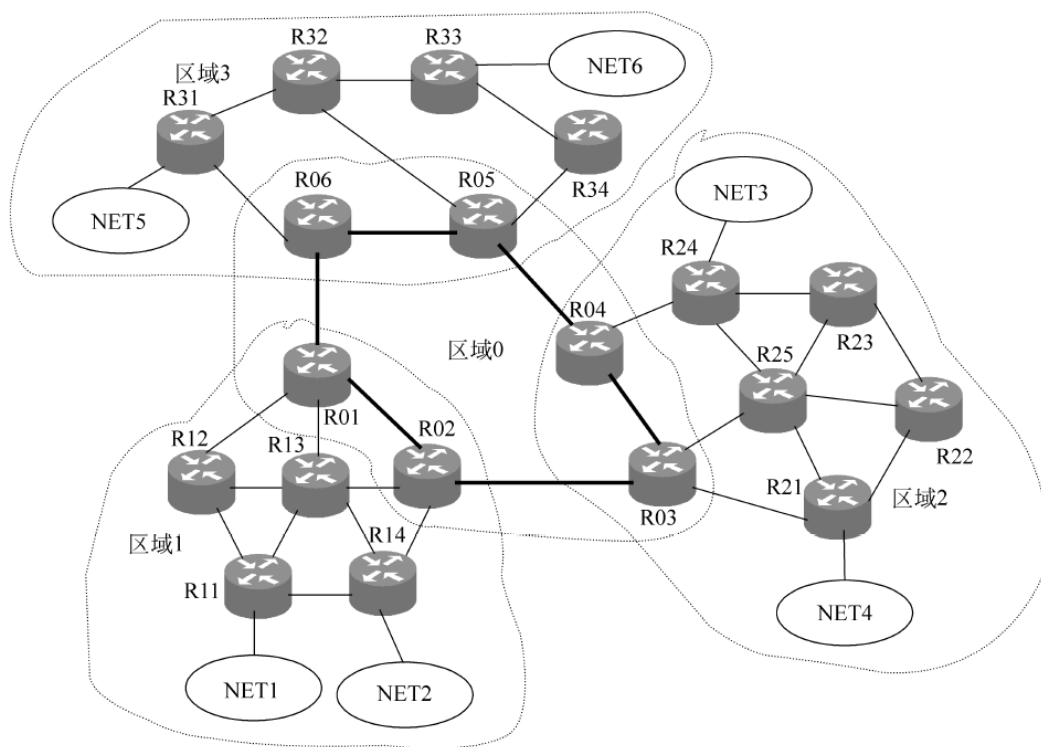 R32
R33
NET6
区域3
R31
R34
NET5
R06
R05
NET3
R24
R04
R23
区域0
R25
R01
R02
R12
R13
R22
R21
区域2
R03
R14
区域1
R11
NET4
NET1
NET2